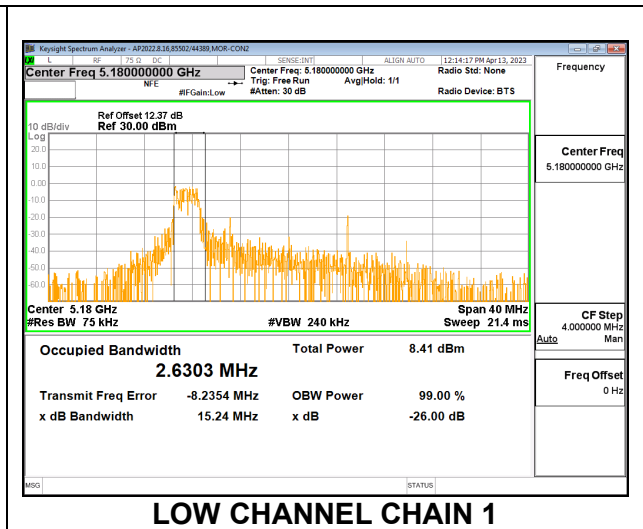 Keysight Spectrum Analyzer - AP2022.8.16,85502/44389,MOR-CON2
L RF 75 Ω DC SENSE:INT ALIGN AUTO 12:14:17 PM Apr 13, 2023
Center Freq 5.180000000 GHz
NFE
#IFGain:Low
Center Freq: 5.180000000 GHz
Trig: Free Run Avg|Hold: 1/1
#Atten: 30 dB
Radio Std: None
Radio Device: BTS
Frequency
Ref Offset 12.37 dB
10 dB/div Ref 30.00 dBm
Log
20.0
10.0
0.00
-10.0
-20.0
-30.0
-40.0
-50.0
-60.0
Center Freq
5.180000000 GHz
Center 5.18 GHz Span 40 MHz
#Res BW 75 kHz #VBW 240 kHz Sweep 21.4 ms
CF Step
4.000000 MHz
Auto Man
Occupied Bandwidth Total Power 8.41 dBm
2.6303 MHz
Freq Offset
0 Hz
Transmit Freq Error -8.2354 MHz OBW Power 99.00 %
x dB Bandwidth 15.24 MHz x dB -26.00 dB
MSG STATUS
LOW CHANNEL CHAIN 1